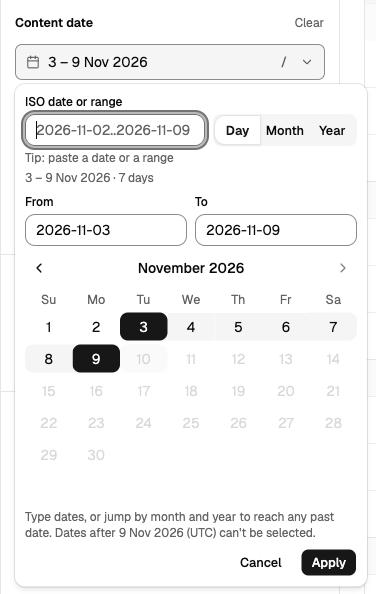 Content date
Clear
3 – 9 Nov 2026
/
ISO date or range
2026-11-02..2026-11-09
Day Month Year
Tip: paste a date or a range
3 – 9 Nov 2026 · 7 days
From To
2026-11-03 2026-11-09
November 2026
Su Mo Tu We Th Fr Sa
1 2 3 4 5 6 7
8 9 10 11 12 13 14
15 16 17 18 19 20 21
22 23 24 25 26 27 28
29 30
Type dates, or jump by month and year to reach any past
date. Dates after 9 Nov 2026 (UTC) can't be selected.
Cancel Apply